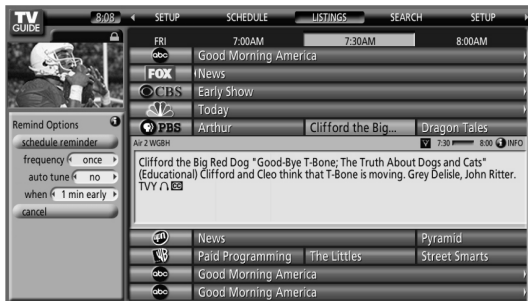 TV GUIDE
8:08 SETUP SCHEDULE LISTINGS SEARCH SETUP
FRI 7:00AM 7:30AM 8:00AM
abc Good Morning America
FOX News
CBS Early Show
Today
PBS Arthur Clifford the Big... Dragon Tales
Air 2 WGBH V 7:30 8:00 i INFO
Clifford the Big Red Dog "Good-Bye T-Bone; The Truth About Dogs and Cats"
(Educational) Clifford and Cleo think that T-Bone is moving. Grey Delisle, John Ritter.
TVY CC
Remind Options i
schedule reminder
frequency once
auto tune no
when 1 min early
cancel
News Pyramid
WB Paid Programming The Littles Street Smarts
abc Good Morning America
abc Good Morning America